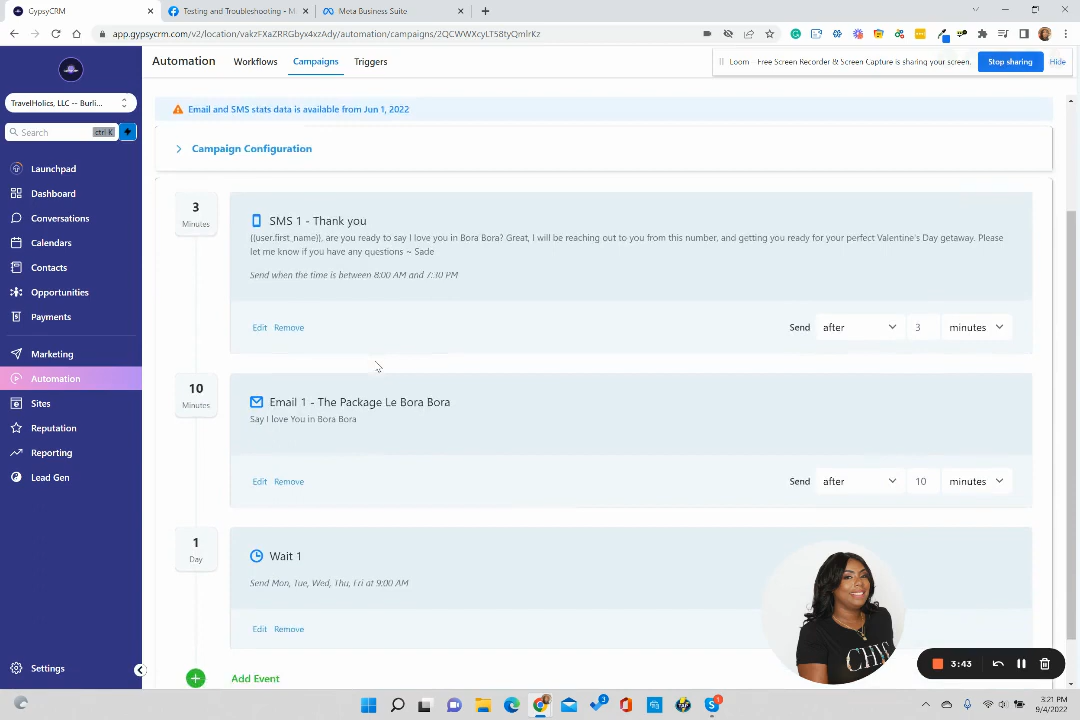 GypsyCRM
Testing and Troubleshooting - M
Meta Business Suite
app.gypsycrm.com/v2/location/vakzFXaZRRGbyx4xzAdy/automation/campaigns/2QCWWXcyLT58tyQmlrKz
Automation
Workflows
Campaigns
Triggers
Loom – Free Screen Recorder & Screen Capture is sharing your screen.
Stop sharing
Hide
TravelHolics, LLC -- Burli...
Search
ctrl K
Launchpad
Dashboard
Conversations
Calendars
Contacts
Opportunities
Payments
Marketing
Automation
Sites
Reputation
Reporting
Lead Gen
Settings
Email and SMS stats data is available from Jun 1, 2022
Campaign Configuration
3
Minutes
SMS 1 - Thank you
{{user.first_name}}, are you ready to say I love you in Bora Bora? Great, I will be reaching out to you from this number, and getting you ready for your perfect Valentine's Day getaway. Please
let me know if you have any questions ~ Sade
Send when the time is between 8:00 AM and 7:30 PM
Edit Remove
Send after 3 minutes
10
Minutes
Email 1 - The Package Le Bora Bora
Say I love You in Bora Bora
Edit Remove
Send after 10 minutes
1
Day
Wait 1
Send Mon, Tue, Wed, Thu, Fri at 9:00 AM
Edit Remove
Add Event
3:43
3:21 PM
9/4/2022